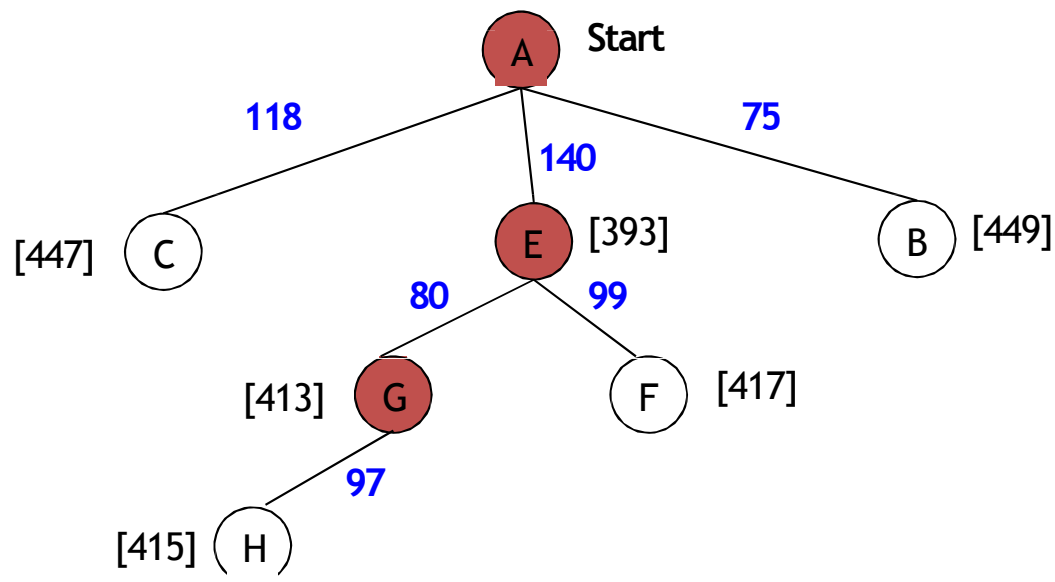 A Start
118
75
140
[447] C
E [393]
B [449]
80
99
[413] G
F [417]
97
[415] H